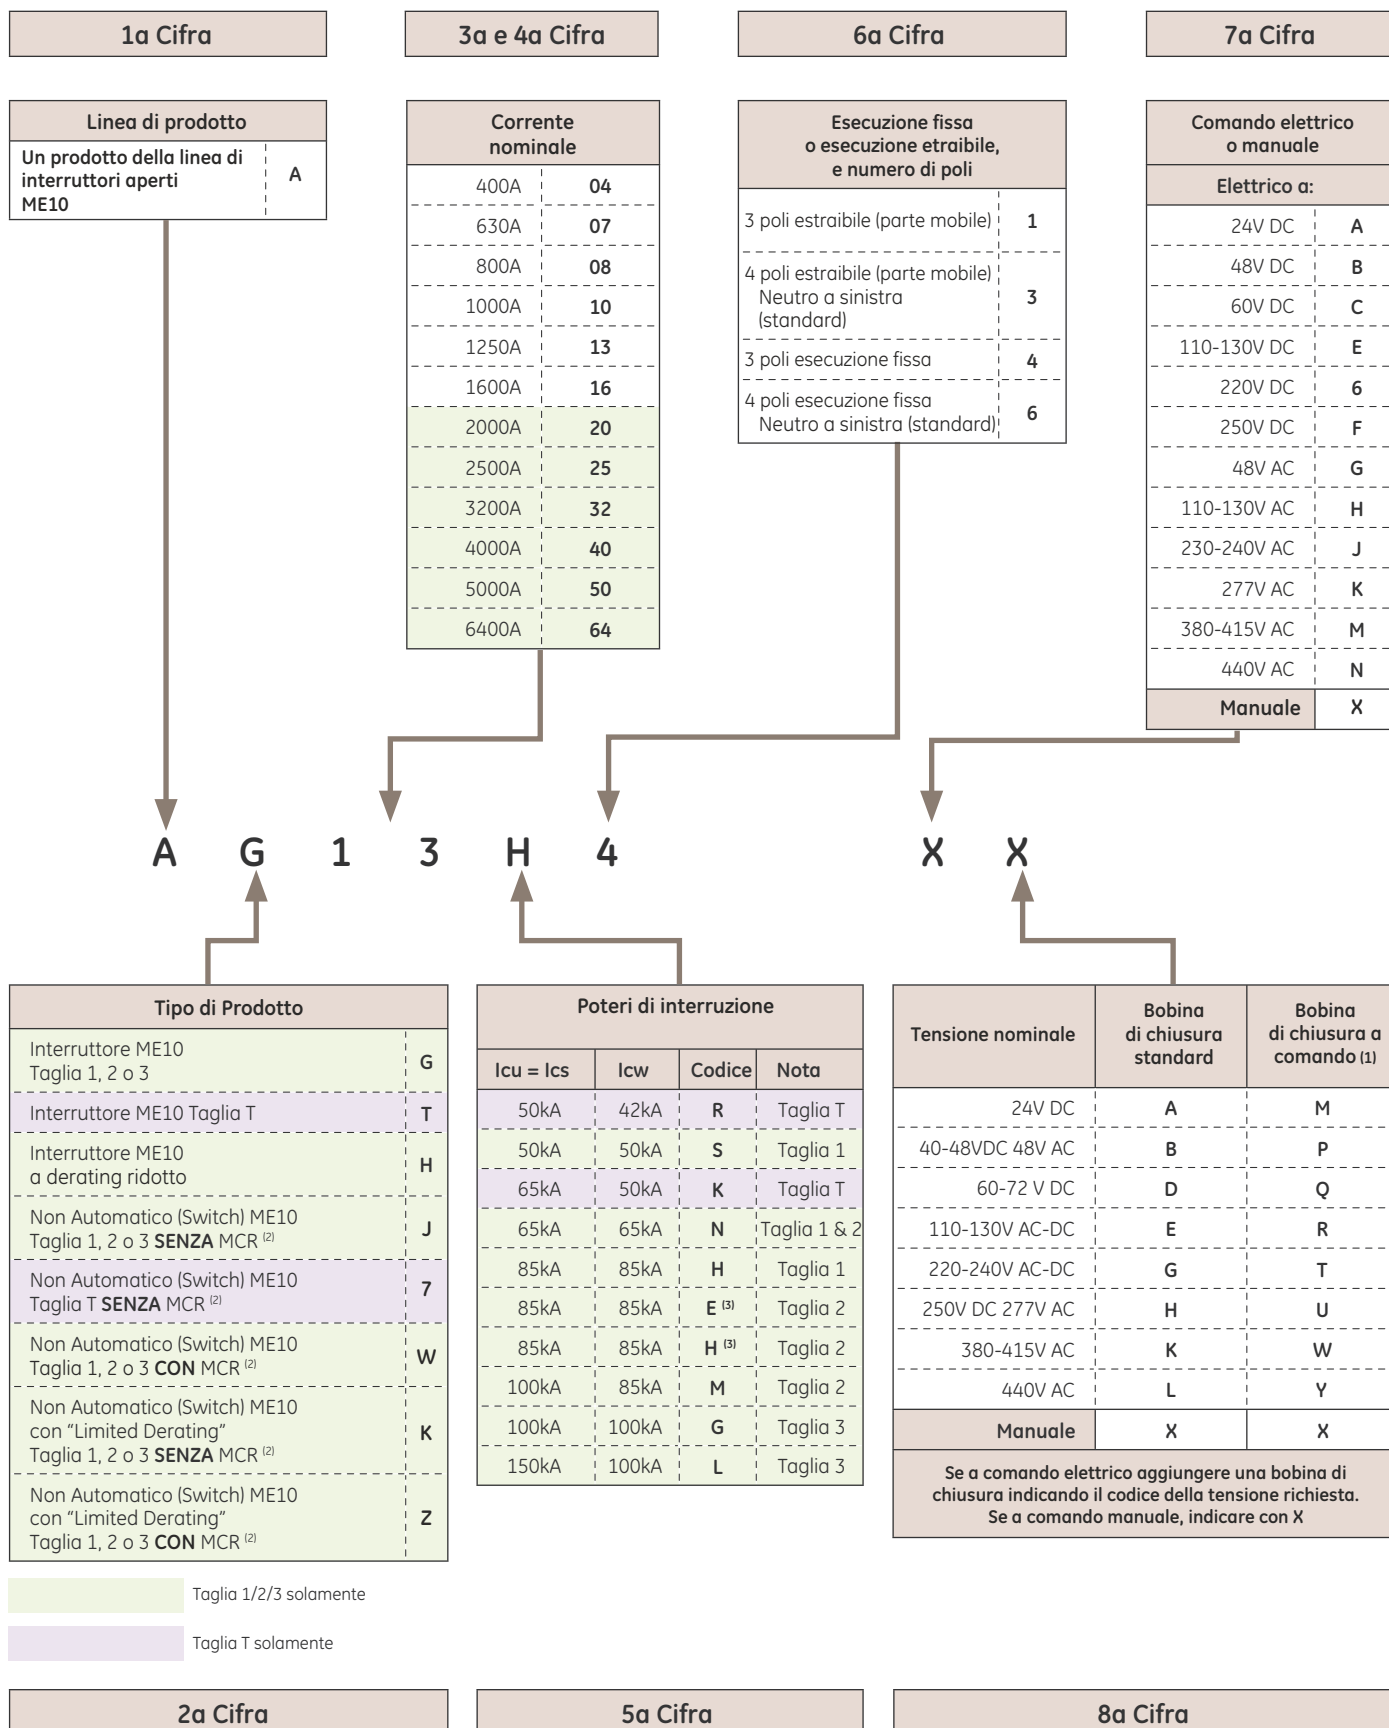 1a Cifra
3a e 4a Cifra
6a Cifra
7a Cifra
Linea di prodotto
Un prodotto della linea di
interruttori aperti
ME10
A
Corrente
nominale
400A 04
630A 07
800A 08
1000A 10
1250A 13
1600A 16
2000A 20
2500A 25
3200A 32
4000A 40
5000A 50
6400A 64
Esecuzione fissa
o esecuzione etraibile,
e numero di poli
3 poli estraibile (parte mobile) 1
4 poli estraibile (parte mobile)
Neutro a sinistra
(standard)
3
3 poli esecuzione fissa 4
4 poli esecuzione fissa
Neutro a sinistra (standard)
6
Comando elettrico
o manuale
Elettrico a:
24V DC A
48V DC B
60V DC C
110-130V DC E
220V DC 6
250V DC F
48V AC G
110-130V AC H
230-240V AC J
277V AC K
380-415V AC M
440V AC N
Manuale X
A G 1 3 H 4 X X
Tipo di Prodotto
Interruttore ME10
Taglia 1, 2 o 3
G
Interruttore ME10 Taglia T T
Interruttore ME10
a derating ridotto
H
Non Automatico (Switch) ME10
Taglia 1, 2 o 3 SENZA MCR (2)
J
Non Automatico (Switch) ME10
Taglia T SENZA MCR (2)
7
Non Automatico (Switch) ME10
Taglia 1, 2 o 3 CON MCR (2)
W
Non Automatico (Switch) ME10
con “Limited Derating”
Taglia 1, 2 o 3 SENZA MCR (2)
K
Non Automatico (Switch) ME10
con “Limited Derating”
Taglia 1, 2 o 3 CON MCR (2)
Z
Poteri di interruzione
Icu = Ics Icw Codice Nota
50kA 42kA R Taglia T
50kA 50kA S Taglia 1
65kA 50kA K Taglia T
65kA 65kA N Taglia 1 & 2
85kA 85kA H Taglia 1
85kA 85kA E (3) Taglia 2
85kA 85kA H (3) Taglia 2
100kA 85kA M Taglia 2
100kA 100kA G Taglia 3
150kA 100kA L Taglia 3
Tensione nominale
Bobina
di chiusura
standard
Bobina
di chiusura a
comando (1)
24V DC A M
40-48VDC 48V AC B P
60-72 V DC D Q
110-130V AC-DC E R
220-240V AC-DC G T
250V DC 277V AC H U
380-415V AC K W
440V AC L Y
Manuale X X
Se a comando elettrico aggiungere una bobina di
chiusura indicando il codice della tensione richiesta.
Se a comando manuale, indicare con X
Taglia 1/2/3 solamente
Taglia T solamente
2a Cifra
5a Cifra
8a Cifra